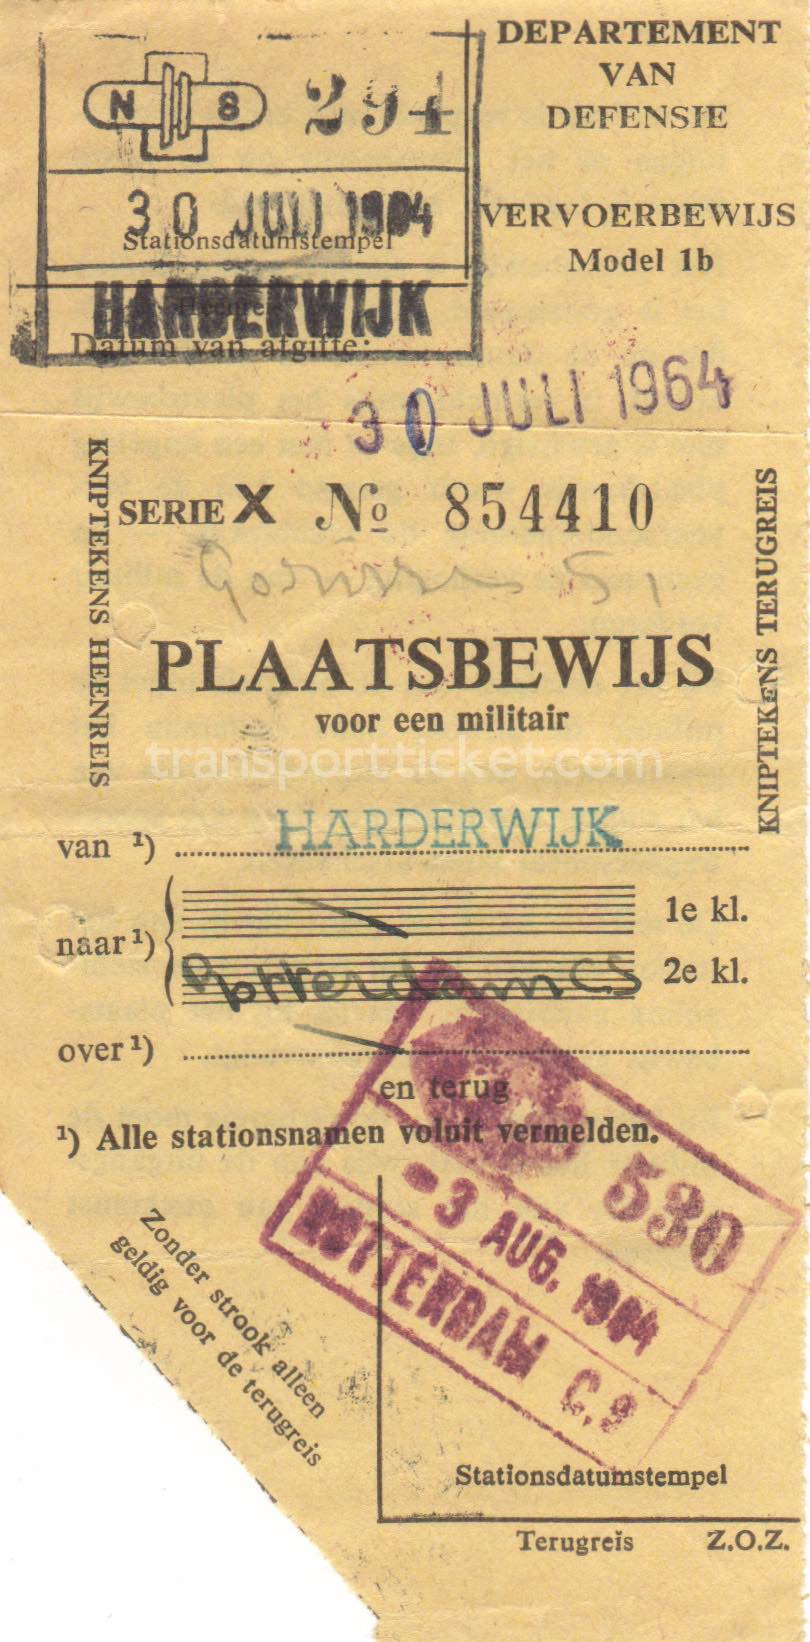 DEPARTEMENT
VAN
DEFENSIE
VERVOERBEWIJS
Model 1b
N S 294
30 JULI 1964
Stationsdatumstempel
Heenreis
HARDERWIJK
Datum van afgifte:
30 JULI 1964
KNIPTEKENS HEENREIS
KNIPTEKENS TERUGREIS
SERIE X № 854410
51
PLAATSBEWIJS
voor een militair
transportticket.com
van ¹) HARDERWIJK
1e kl.
naar ¹)
Rotterdam CS 2e kl.
over ¹)
en terug
¹) Alle stationsnamen voluit vermelden.
530
-3 AUG. 1964
ROTTERDAM C.S
Zonder strook alleen
geldig voor de terugreis
Stationsdatumstempel
Terugreis Z.O.Z.